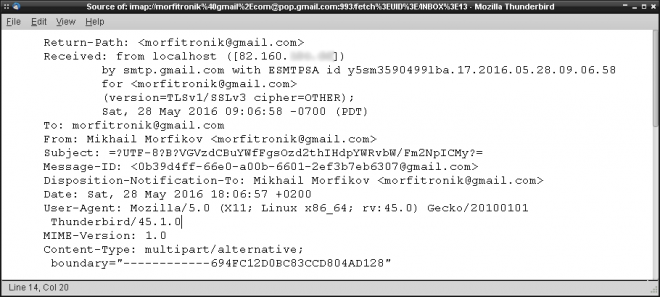 Source of: imap://morfitronik%40gmail%2Ecom@pop.gmail.com:993/fetch%3EUID%3E/INBOX%3E13 - Mozilla Thunderbird
File Edit View Help
Return-Path: <morfitronik@gmail.com>
Received: from localhost ([82.160. ])
by smtp.gmail.com with ESMTPSA id y5sm3590499lba.17.2016.05.28.09.06.58
for <morfitronik@gmail.com>
(version=TLSv1/SSLv3 cipher=OTHER);
Sat, 28 May 2016 09:06:58 -0700 (PDT)
To: morfitronik@gmail.com
From: Mikhail Morfikov <morfitronik@gmail.com>
Subject: =?UTF-8?B?VGVzdCBuYWfFgsOzd2thIHdpYWRvbW/Fm2NpICMy?=
Message-ID: <0b39d4ff-66e0-a00b-6601-2ef3b7eb6307@gmail.com>
Disposition-Notification-To: Mikhail Morfikov <morfitronik@gmail.com>
Date: Sat, 28 May 2016 18:06:57 +0200
User-Agent: Mozilla/5.0 (X11; Linux x86_64; rv:45.0) Gecko/20100101
Thunderbird/45.1.0
MIME-Version: 1.0
Content-Type: multipart/alternative;
boundary="------------694FC12D0BC83CCD804AD128"
Line 14, Col 20